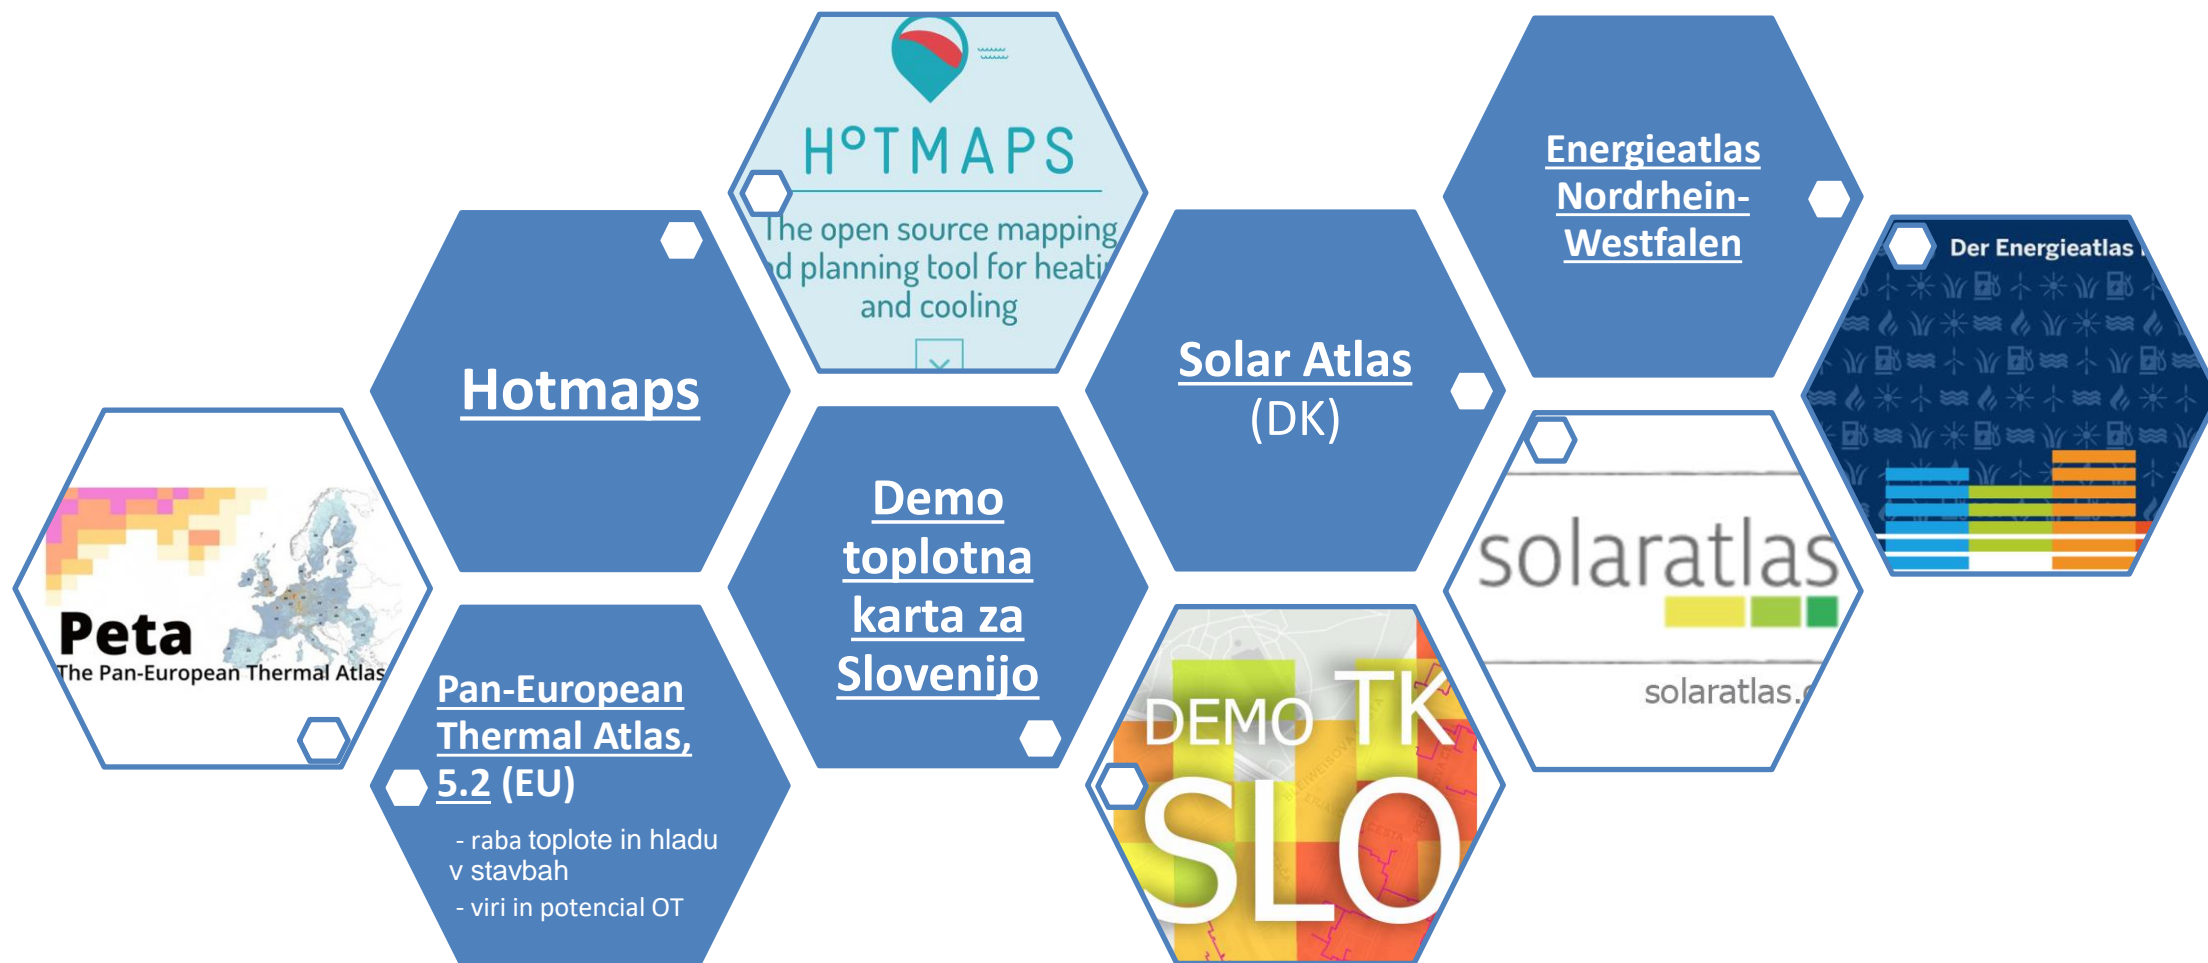 H°TMAPS
The open source mapping
planning tool for
and cooling
Energieatlas
Nordrhein-
Westfalen
Der Energieatlas
Hotmaps
Solar Atlas
(DK)
Demo
toplotna
karta za
Slovenijo
solaratlas
solaratlas.
Peta
The Pan-European Thermal Atlas
Pan-European
Thermal Atlas,
5.2 (EU)
- raba toplote in hladu
v stavbah
- viri in potencial OT
DEMO TK
SLO